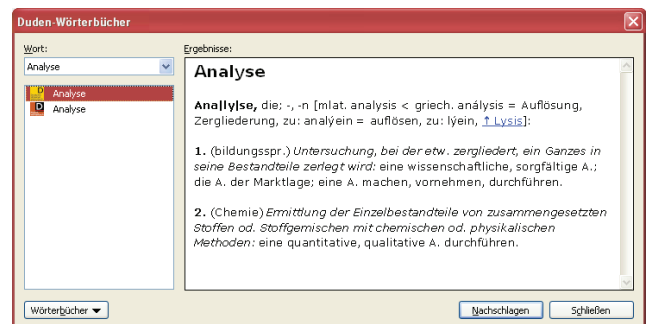 Duden-Wörterbücher
Wort:
Analyse
Analyse
Analyse
Ergebnisse:
Analyse
Ana|ly|se, die; -, -n [mlat. analysis < griech. análysis = Auflösung,
Zergliederung, zu: analýein = auflösen, zu: lýein, ↑ Lysis]:
1. (bildungsspr.) Untersuchung, bei der etw. zergliedert, ein Ganzes in
seine Bestandteile zerlegt wird: eine wissenschaftliche, sorgfältige A.;
die A. der Marktlage; eine A. machen, vornehmen, durchführen.
2. (Chemie) Ermittlung der Einzelbestandteile von zusammengesetzten
Stoffen od. Stoffgemischen mit chemischen od. physikalischen
Methoden: eine quantitative, qualitative A. durchführen.
Wörterbücher
Nachschlagen
Schließen